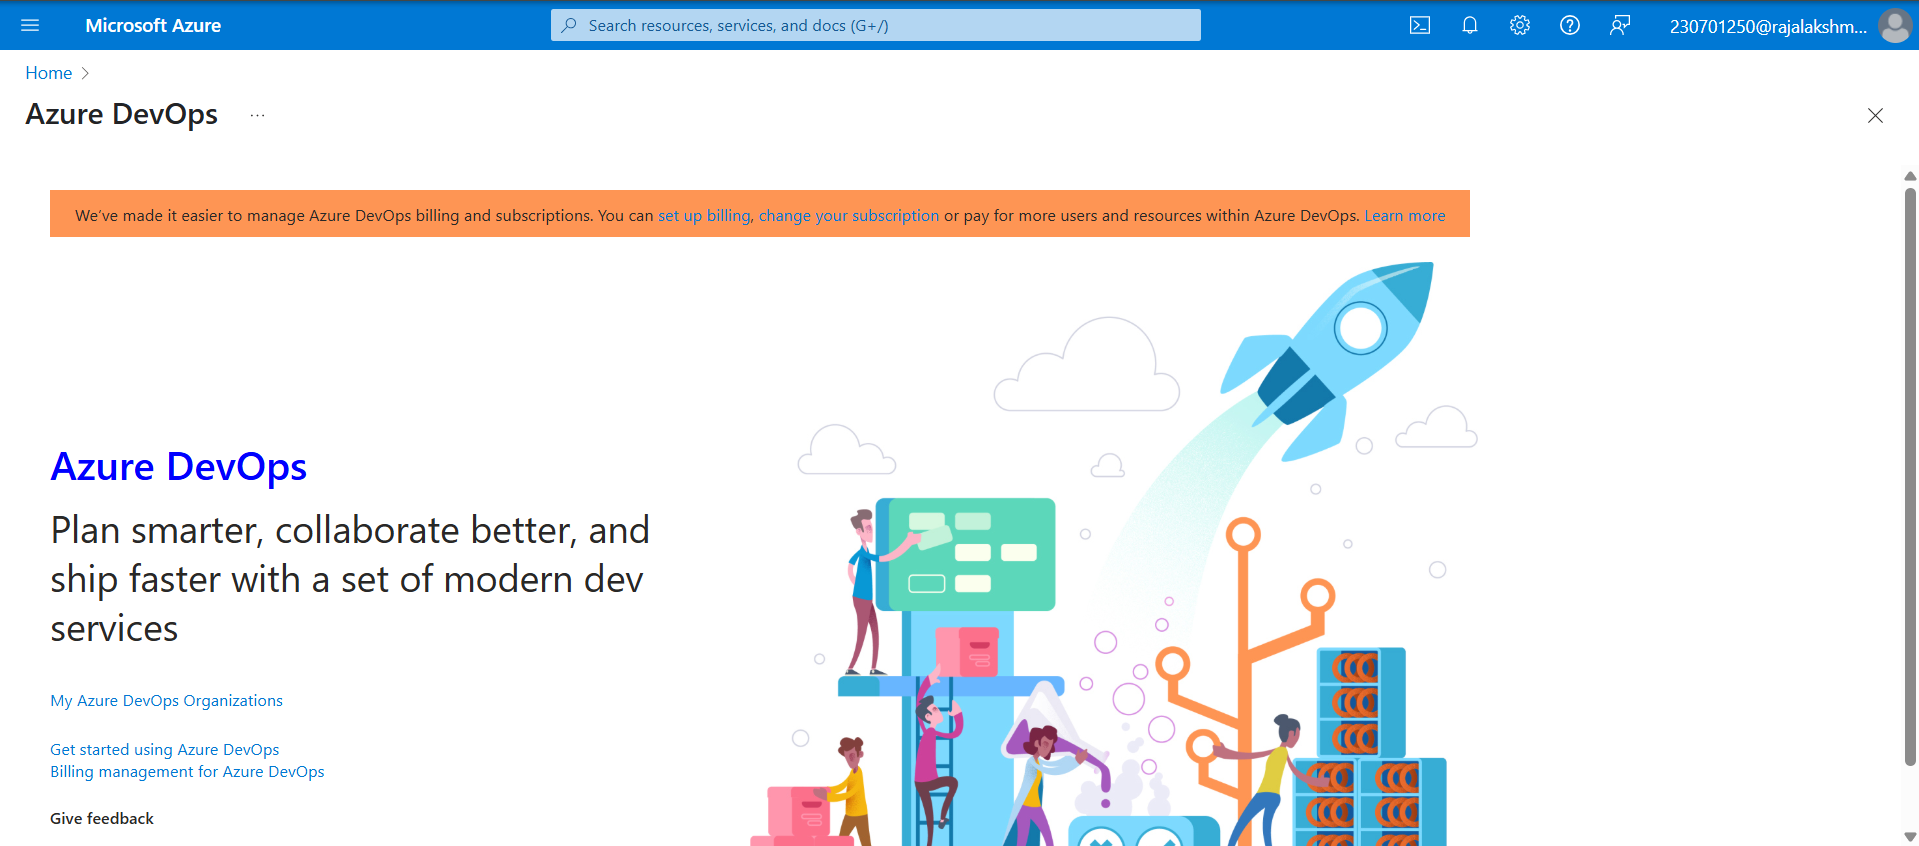 Microsoft Azure
Search resources, services, and docs (G+/)
230701250@rajalakshm...
Home
Azure DevOps
...
We've made it easier to manage Azure DevOps billing and subscriptions. You can set up billing, change your subscription or pay for more users and resources within Azure DevOps. Learn more
Azure DevOps
Plan smarter, collaborate better, and
ship faster with a set of modern dev
services
My Azure DevOps Organizations
Get started using Azure DevOps
Billing management for Azure DevOps
Give feedback